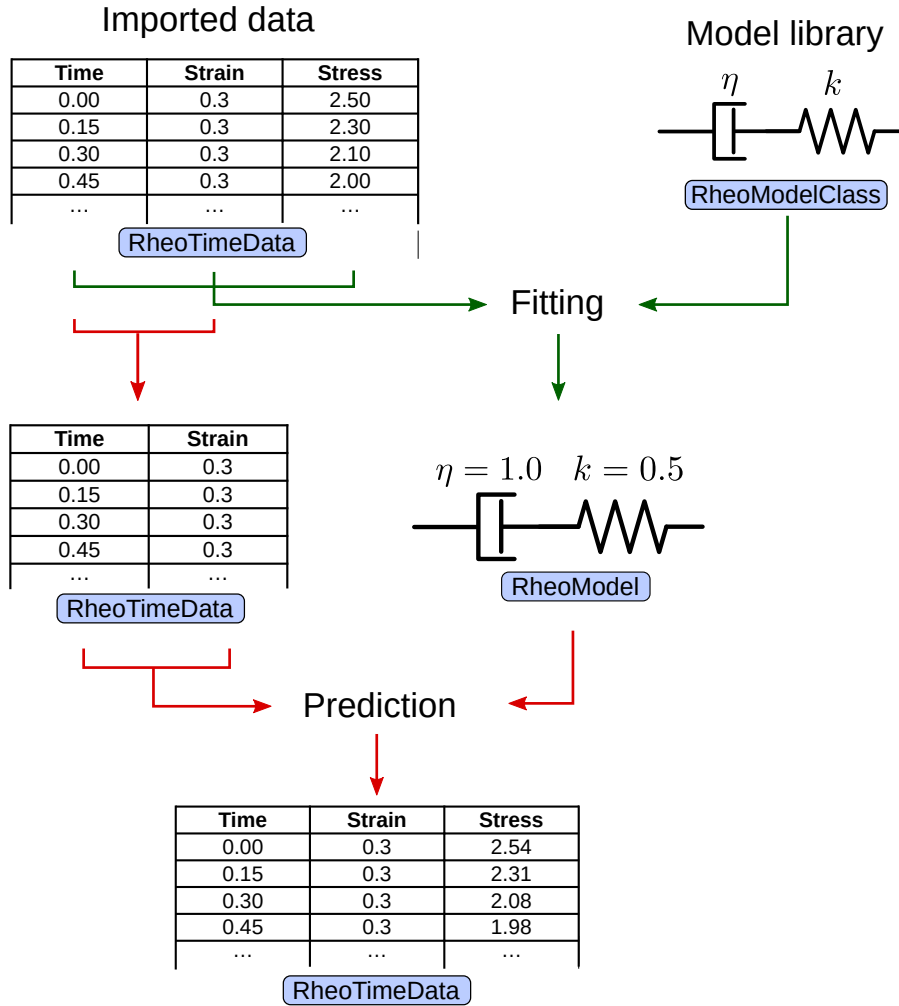 Imported data
Time Strain Stress
0.00 0.3 2.50
0.15 0.3 2.30
0.30 0.3 2.10
0.45 0.3 2.00
... ... ...
RheoTimeData
Model library
η k
RheoModelClass
Fitting
Time Strain
0.00 0.3
0.15 0.3
0.30 0.3
0.45 0.3
... ...
RheoTimeData
η = 1.0 k = 0.5
RheoModel
Prediction
Time Strain Stress
0.00 0.3 2.54
0.15 0.3 2.31
0.30 0.3 2.08
0.45 0.3 1.98
... ... ...
RheoTimeData